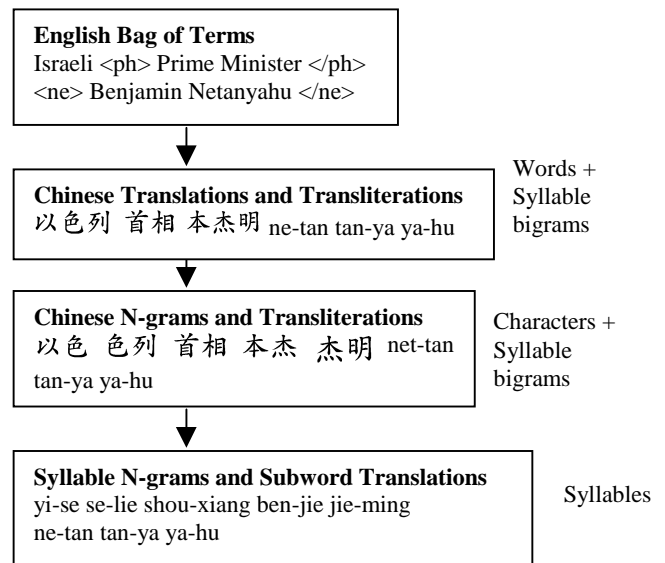 English Bag of Terms
Israeli <ph> Prime Minister </ph>
<ne> Benjamin Netanyahu </ne>
Words +
Syllable
bigrams
Chinese Translations and Transliterations
以色列 首相 本杰明 ne-tan tan-ya ya-hu
Chinese N-grams and Transliterations
以色 色列 首相 本杰 杰明 net-tan
tan-ya ya-hu
Characters +
Syllable
bigrams
Syllable N-grams and Subword Translations
yi-se se-lie shou-xiang ben-jie jie-ming
ne-tan tan-ya ya-hu
Syllables